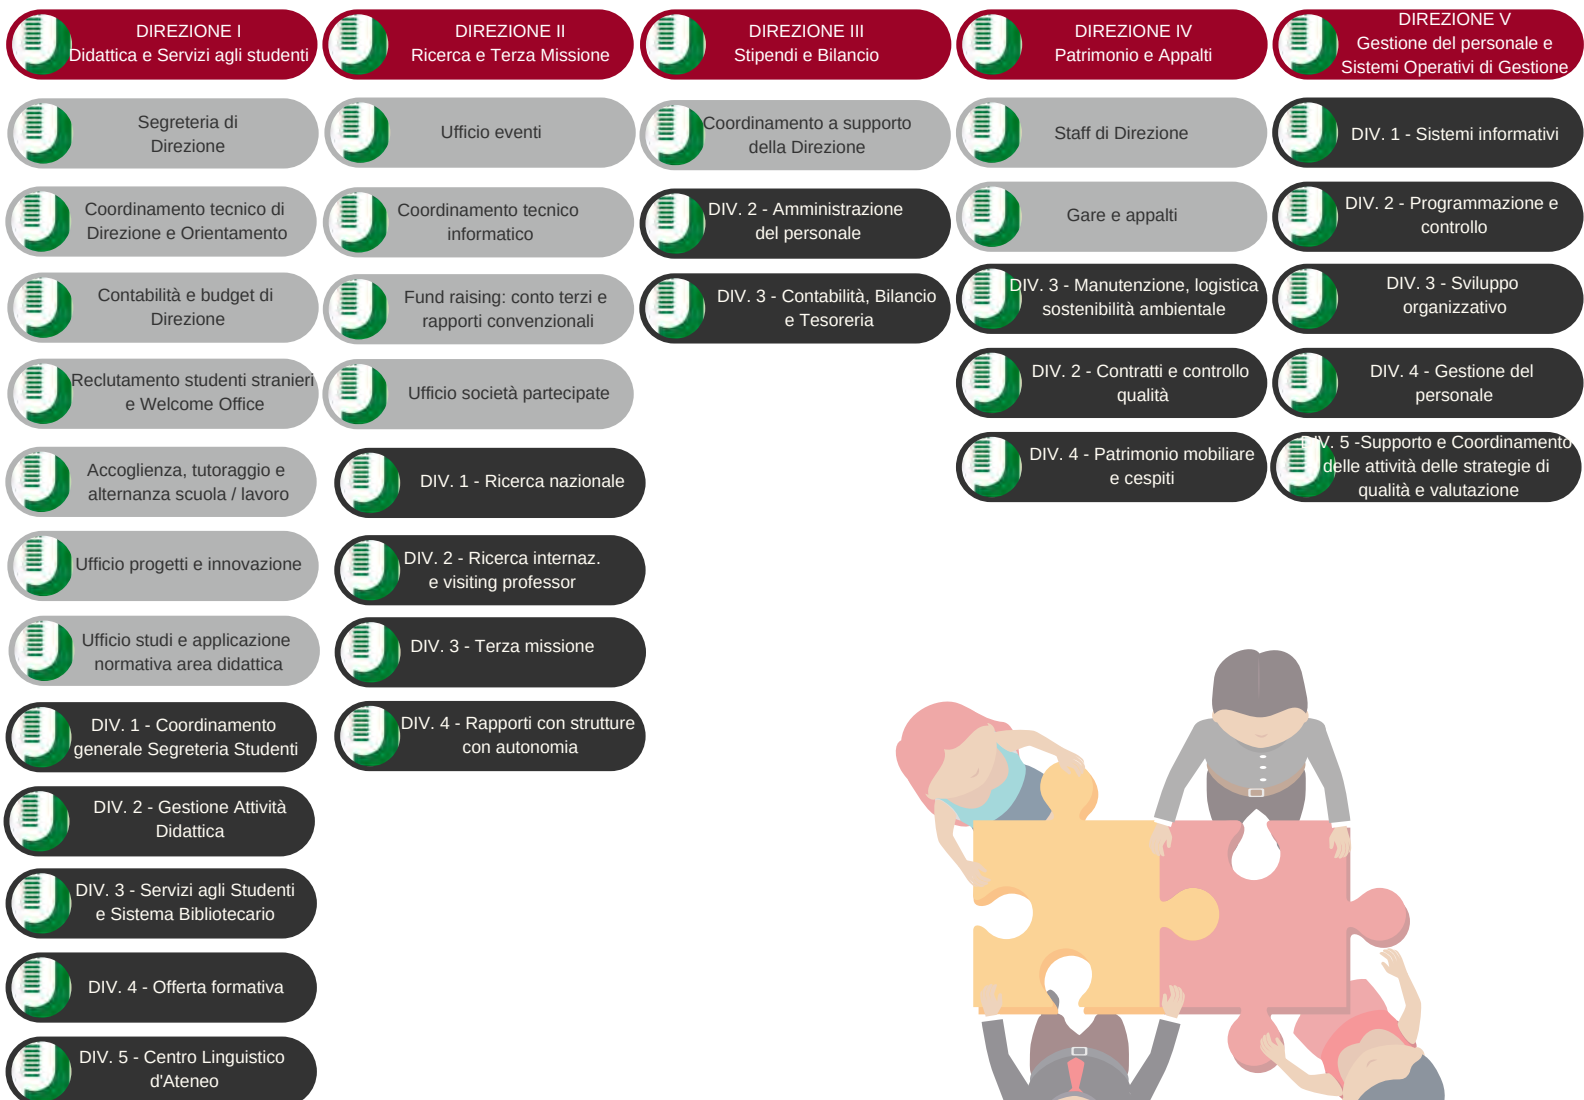 DIREZIONE I
Didattica e Servizi agli studenti
Segreteria di
Direzione
Coordinamento tecnico di
Direzione e Orientamento
Contabilità e budget di
Direzione
Reclutamento studenti stranieri
e Welcome Office
Accoglienza, tutoraggio e
alternanza scuola / lavoro
Ufficio progetti e innovazione
Ufficio studi e applicazione
normativa area didattica
DIV. 1 - Coordinamento
generale Segreteria Studenti
DIV. 2 - Gestione Attività
Didattica
DIV. 3 - Servizi agli Studenti
e Sistema Bibliotecario
DIV. 4 - Offerta formativa
DIV. 5 - Centro Linguistico
d'Ateneo
DIREZIONE II
Ricerca e Terza Missione
Ufficio eventi
Coordinamento tecnico
informatico
Fund raising: conto terzi e
rapporti convenzionali
Ufficio società partecipate
DIV. 1 - Ricerca nazionale
DIV. 2 - Ricerca internaz.
e visiting professor
DIV. 3 - Terza missione
DIV. 4 - Rapporti con strutture
con autonomia
DIREZIONE III
Stipendi e Bilancio
Coordinamento a supporto
della Direzione
DIV. 2 - Amministrazione
del personale
DIV. 3 - Contabilità, Bilancio
e Tesoreria
DIREZIONE IV
Patrimonio e Appalti
Staff di Direzione
Gare e appalti
DIV. 3 - Manutenzione, logistica
sostenibilità ambientale
DIV. 2 - Contratti e controllo
qualità
DIV. 4 - Patrimonio mobiliare
e cespiti
DIREZIONE V
Gestione del personale e
Sistemi Operativi di Gestione
DIV. 1 - Sistemi informativi
DIV. 2 - Programmazione e
controllo
DIV. 3 - Sviluppo
organizzativo
DIV. 4 - Gestione del
personale
DIV. 5 -Supporto e Coordinamento
delle attività delle strategie di
qualità e valutazione